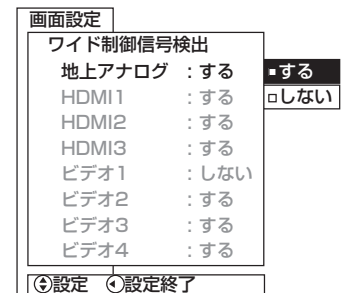 画面設定
ワイド制御信号検出
地上アナログ :する
HDMI1 :する
HDMI2 :する
HDMI3 :する
ビデオ1 :しない
ビデオ2 :する
ビデオ3 :する
ビデオ4 :する
する
しない
設定 設定終了